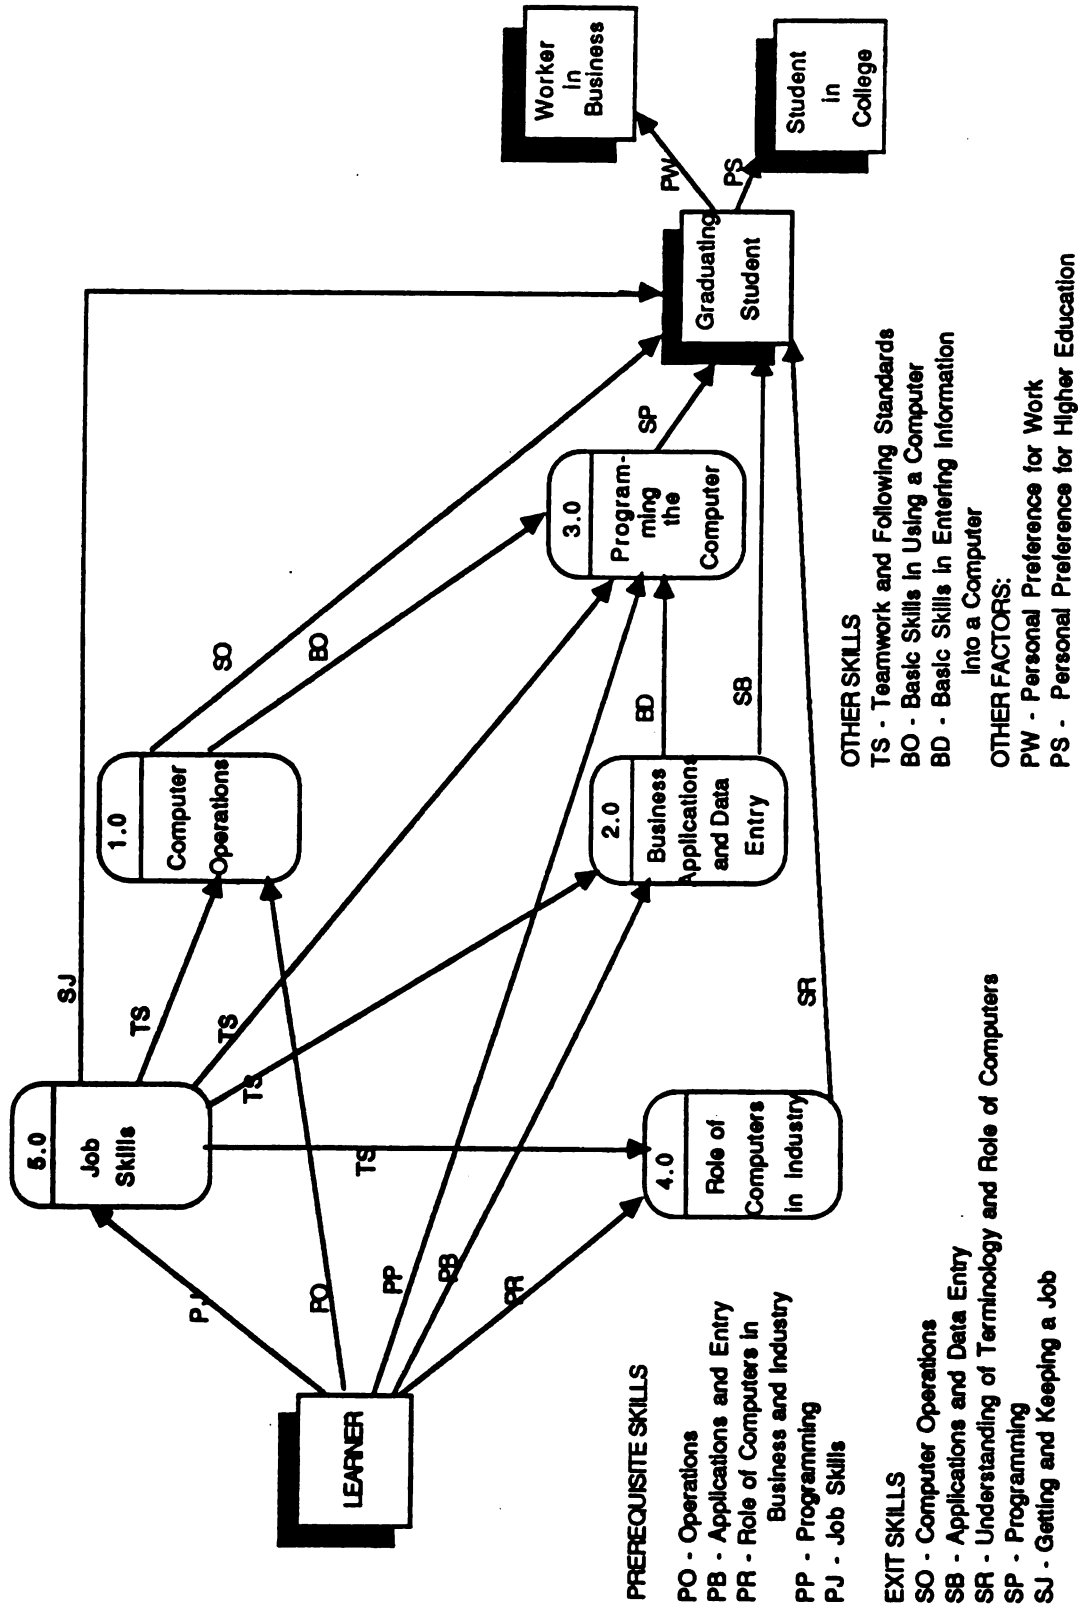 5.0
Job
Skills
1.0
Computer
Operations
3.0
Program-
ming
the
Computer
2.0
Business
Applications
and Data
Entry
4.0
Role of
Computers
in Industry
LEARNER
Graduating
Student
Worker
in
Business
Student
in
College
SJ
TS
TS
TS
TS
PJ
PO
PP
PB
PR
SO
BO
BD
SB
SP
SR
PW
PS
PREREQUISITE SKILLS
PO - Operations
PB - Applications and Entry
PR - Role of Computers in
Business and Industry
PP - Programming
PJ - Job Skills
EXIT SKILLS
SO - Computer Operations
SB - Applications and Data Entry
SR - Understanding of Terminology and Role of Computers
SP - Programming
SJ - Getting and Keeping a Job
OTHER SKILLS
TS - Teamwork and Following Standards
BO - Basic Skills in Using a Computer
BD - Basic Skills in Entering Information
into a Computer
OTHER FACTORS:
PW - Personal Preference for Work
PS - Personal Preference for Higher Education